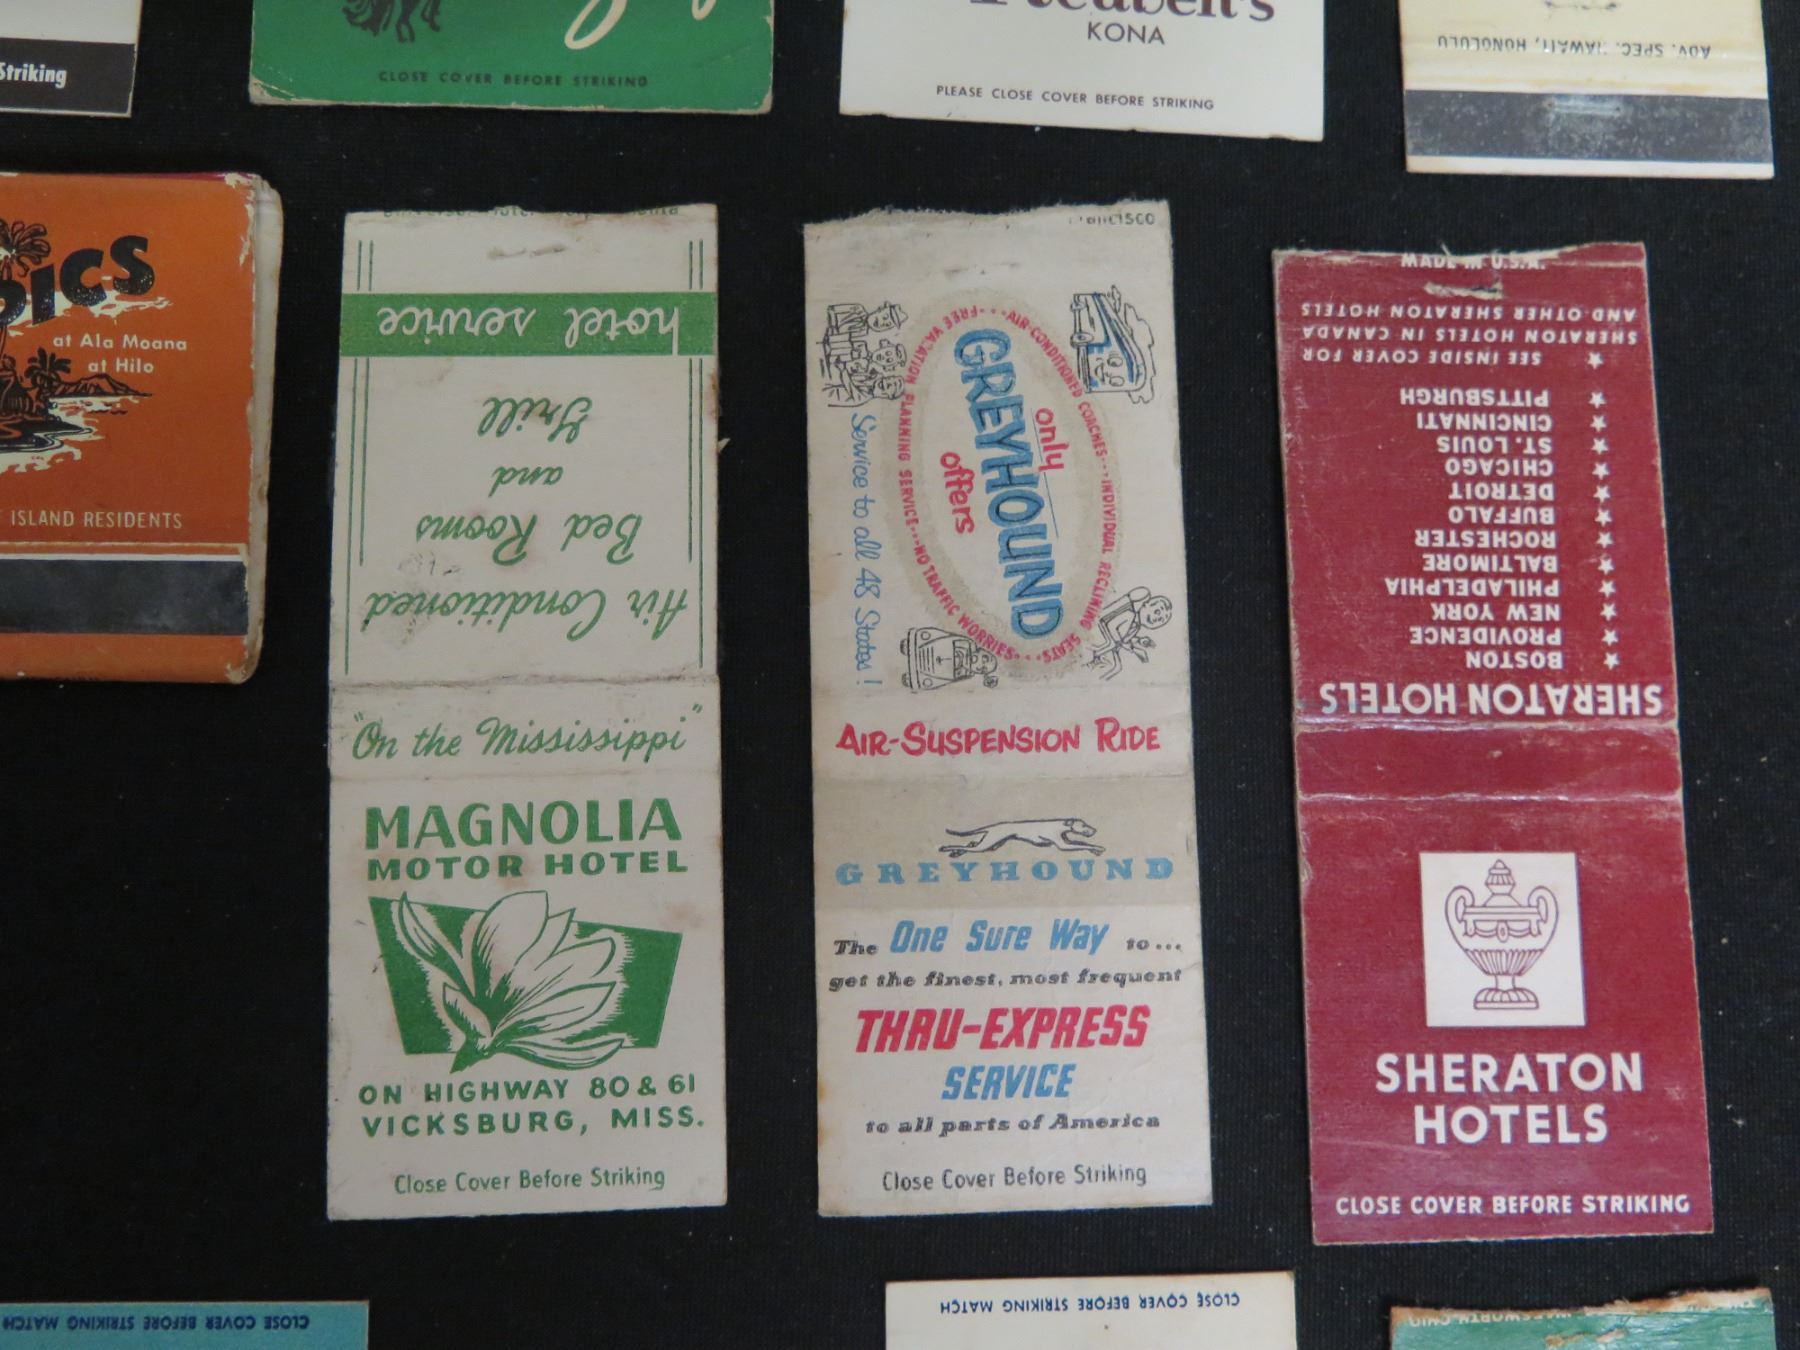 Striking
CLOSE COVER BEFORE STRIKING
KONA
PLEASE CLOSE COVER BEFORE STRIKING
ADV. SPEC. HAWAII, HONOLULU
at Ala Moana
at Hilo
ISLAND RESIDENTS
hotel service
Air Conditioned
Bed Rooms
and
Grill
"On the Mississippi"
MAGNOLIA
MOTOR HOTEL
ON HIGHWAY 80 & 61
VICKSBURG, MISS.
Close Cover Before Striking
Francisco
only
GREYHOUND
offers
AIR-CONDITIONED COACHES...INDIVIDUAL RECLINING SEATS...NO TRAFFIC WORRIES...FREE VACATION PLANNING SERVICE...
Service to all 48 States!
AIR-SUSPENSION RIDE
GREYHOUND
The One Sure Way to...
get the finest, most frequent
THRU-EXPRESS
SERVICE
to all parts of America
Close Cover Before Striking
MADE IN U.S.A.
SHERATON HOTELS
★ BOSTON
★ PROVIDENCE
★ NEW YORK
★ PHILADELPHIA
★ BALTIMORE
★ ROCHESTER
★ BUFFALO
★ DETROIT
★ CHICAGO
★ ST. LOUIS
★ CINCINNATI
★ PITTSBURGH
★ SEE INSIDE COVER FOR
SHERATON HOTELS IN CANADA
AND OTHER SHERATON HOTELS
SHERATON
HOTELS
CLOSE COVER BEFORE STRIKING
CLOSE COVER BEFORE STRIKING MATCH
CLOSE COVER BEFORE STRIKING MATCH